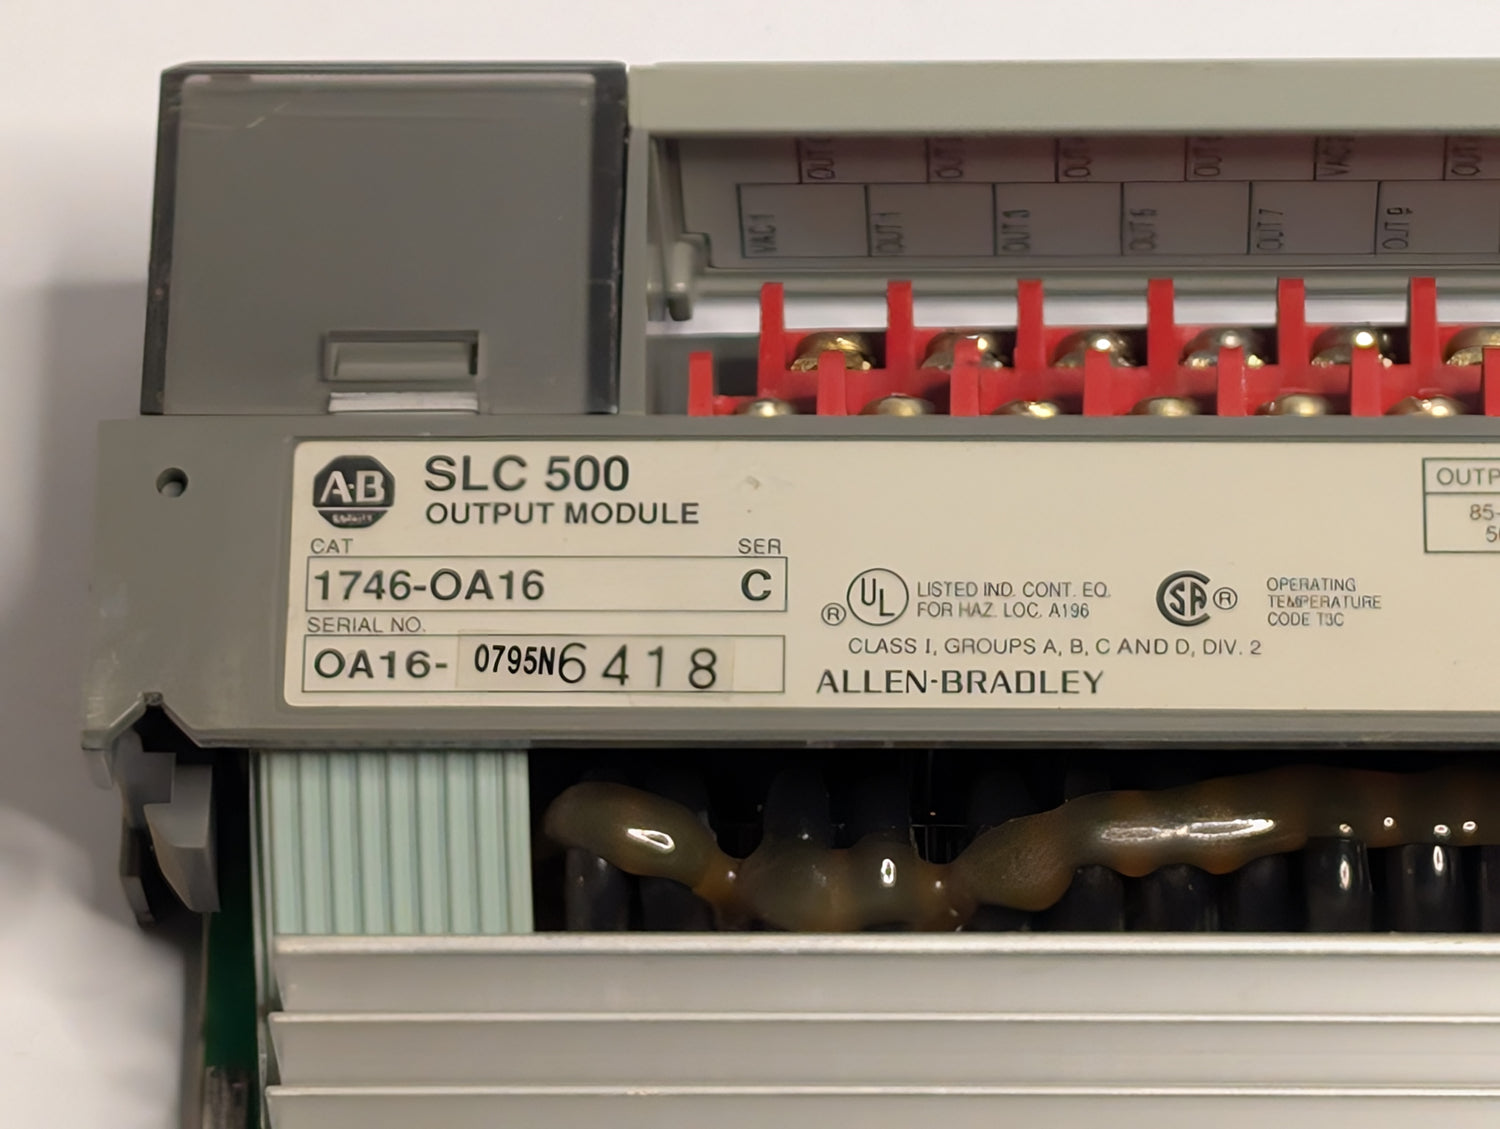 VAC 1 OUT 1 OUT 3 OUT 5 OUT 7 OUT 9
A-B
SLC 500
OUTPUT MODULE
CAT SER
1746-OA16 C
SERIAL NO.
OA16- 0795N6418
UL ® LISTED IND. CONT. EQ.
FOR HAZ. LOC. A196
SA ®
OPERATING
TEMPERATURE
CODE T3C
CLASS I, GROUPS A, B, C AND D, DIV. 2
ALLEN-BRADLEY